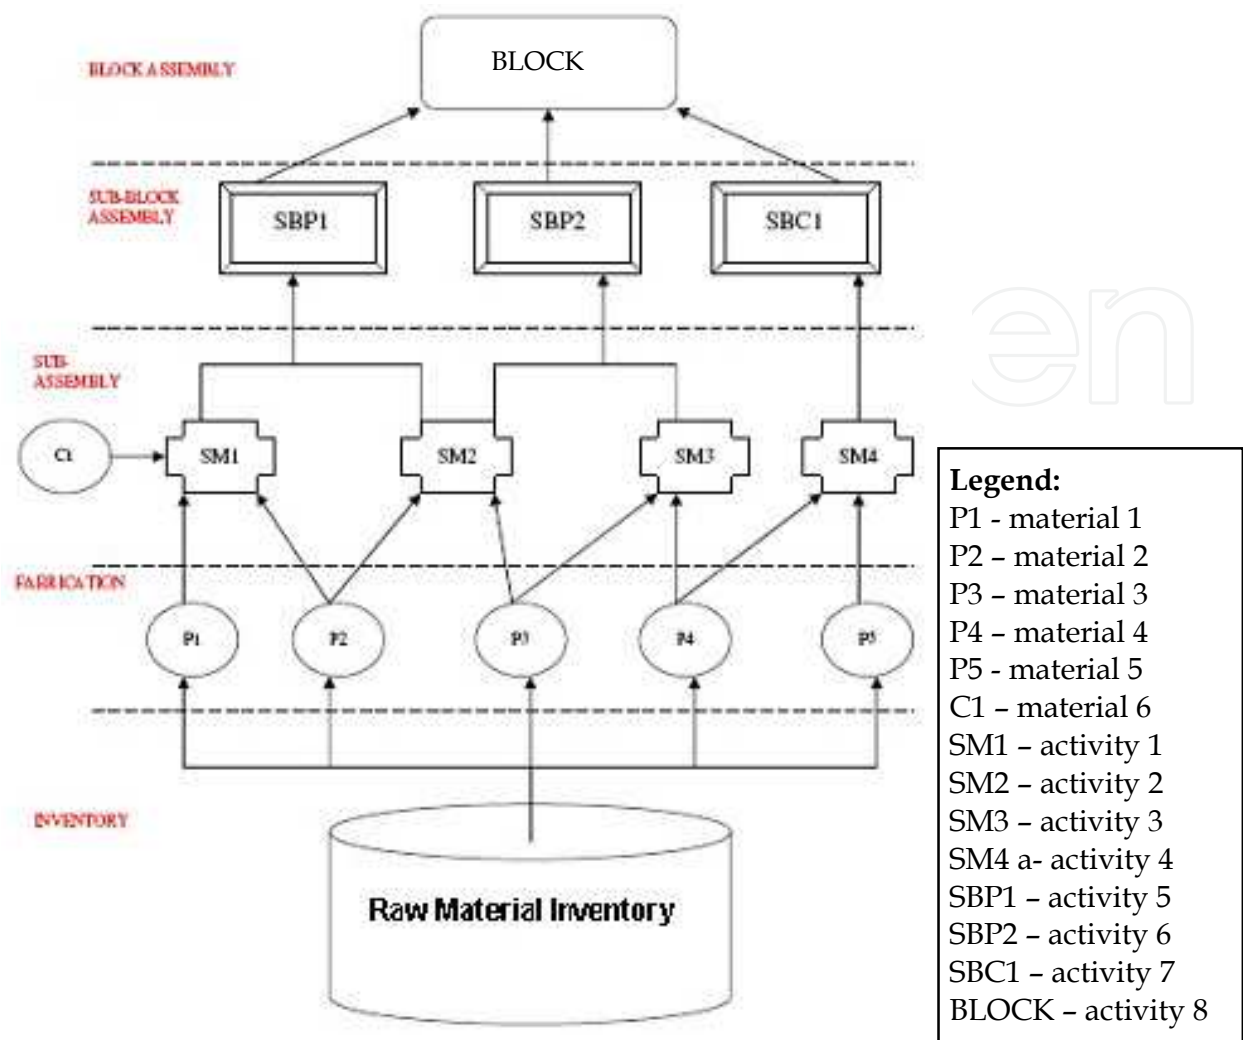 BLOCK
BLOCK ASSEMBLY
SUB-BLOCK
ASSEMBLY
SBP1
SBP2
SBC1
en
SUB-
ASSEMBLY
C1
SM1
SM2
SM3
SM4
FABRICATION
P1
P2
P3
P4
P5
INVENTORY
Raw Material Inventory
Legend:
P1 - material 1
P2 – material 2
P3 – material 3
P4 – material 4
P5 - material 5
C1 – material 6
SM1 – activity 1
SM2 – activity 2
SM3 – activity 3
SM4 a- activity 4
SBP1 – activity 5
SBP2 – activity 6
SBC1 – activity 7
BLOCK – activity 8